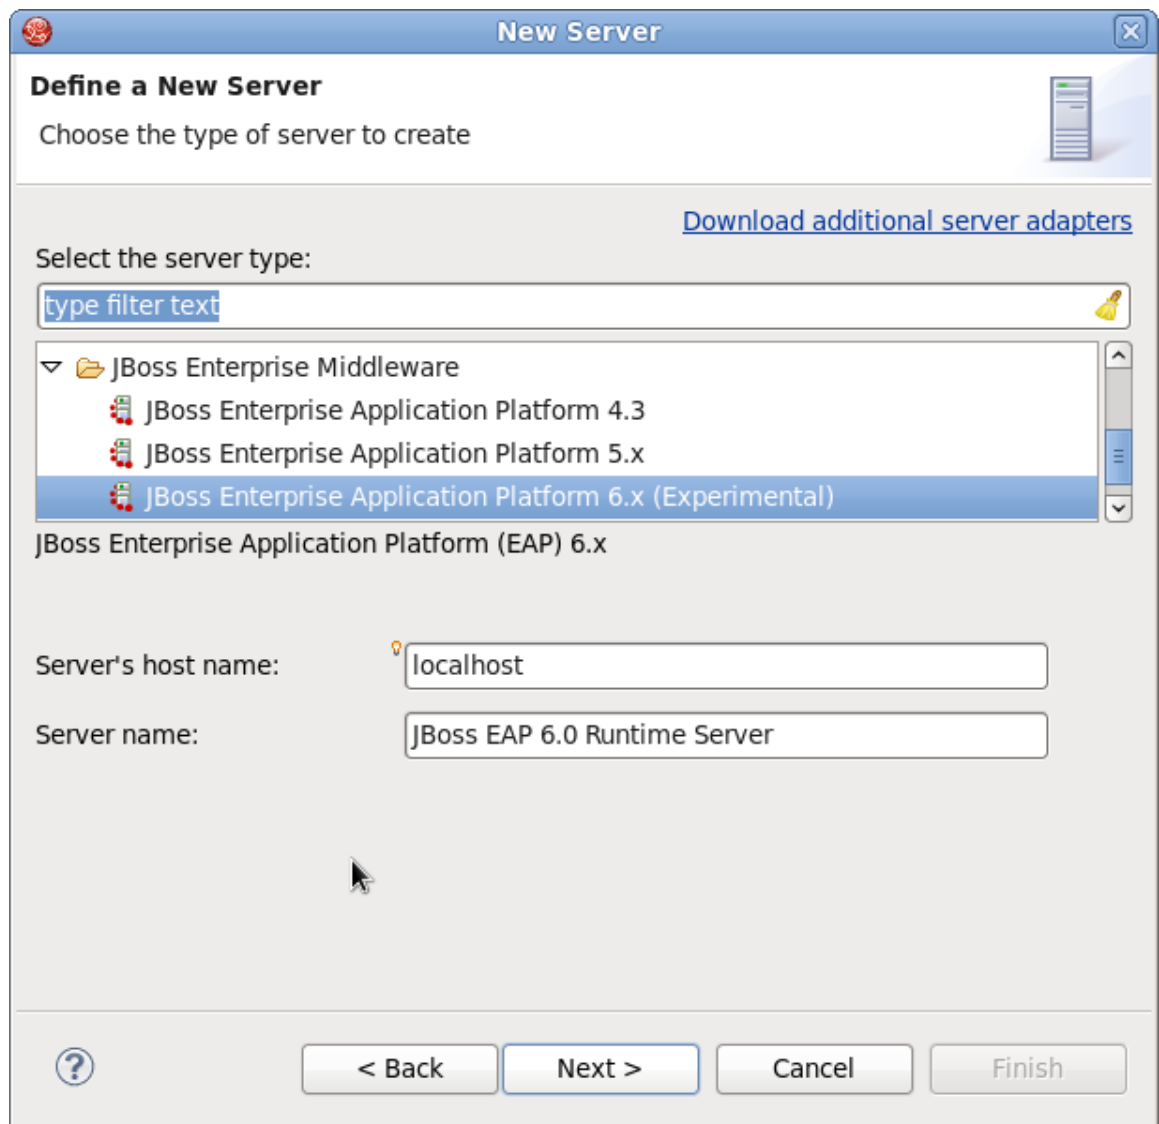 New Server
Define a New Server
Choose the type of server to create
Download additional server adapters
Select the server type:
type filter text
JBoss Enterprise Middleware
JBoss Enterprise Application Platform 4.3
JBoss Enterprise Application Platform 5.x
JBoss Enterprise Application Platform 6.x (Experimental)
JBoss Enterprise Application Platform (EAP) 6.x
Server's host name: localhost
Server name: JBoss EAP 6.0 Runtime Server
? < Back Next > Cancel Finish